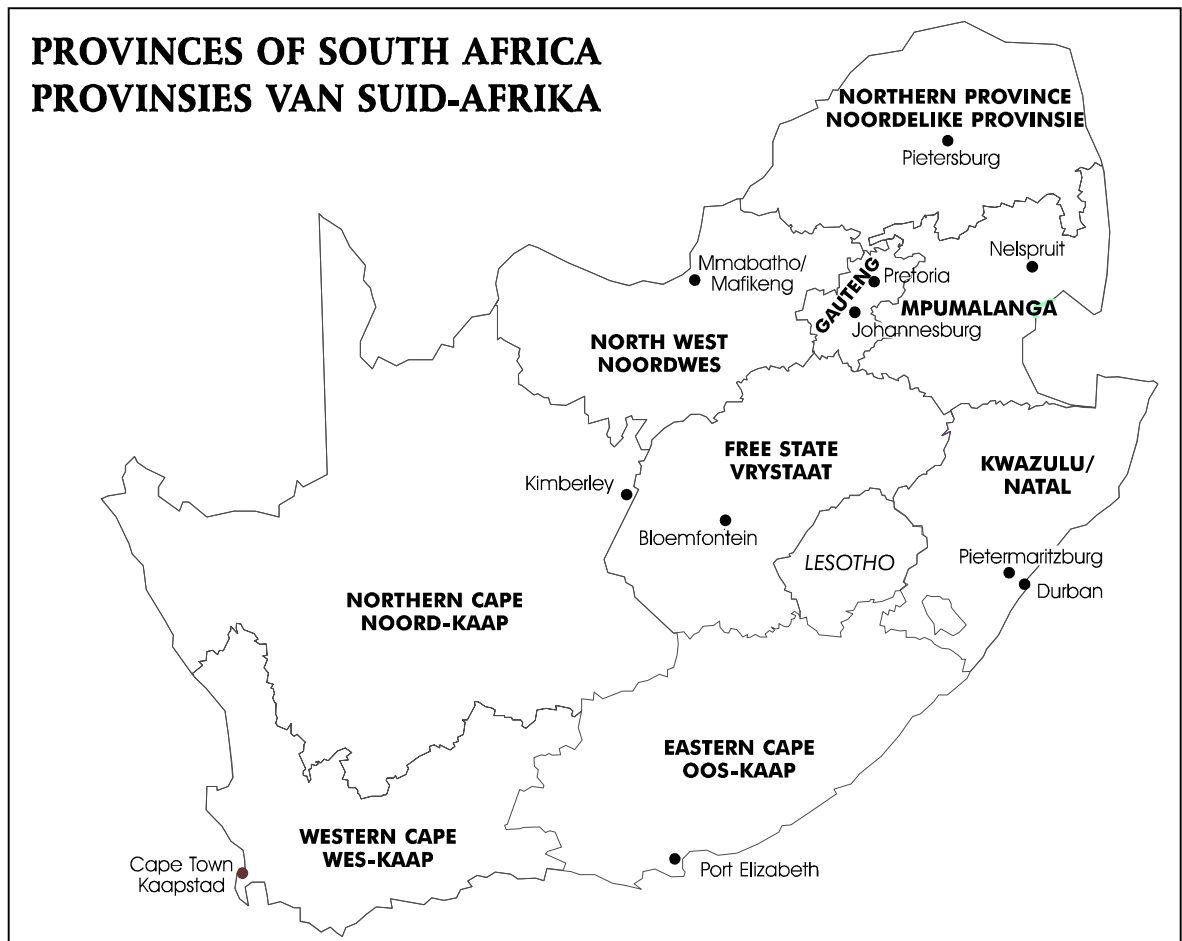 PROVINCES OF SOUTH AFRICA
PROVINSIES VAN SUID-AFRIKA
NORTHERN PROVINCE
NOORDELIKE PROVINSIE
Pietersburg
Nelspruit
Mmabatho/
Mafikeng
GAUTENG
Preforia
MPUMALANGA
Johannesburg
NORTH WEST
NOORDWES
FREE STATE
VRYSTAAT
KWAZULU/
NATAL
Kimberley
Bloemfontein
LESOTHO
Pietermaritzburg
Durban
NORTHERN CAPE
NOORD-KAAP
EASTERN CAPE
OOS-KAAP
WESTERN CAPE
WES-KAAP
Cape Town
Kaapstad
Port Elizabeth